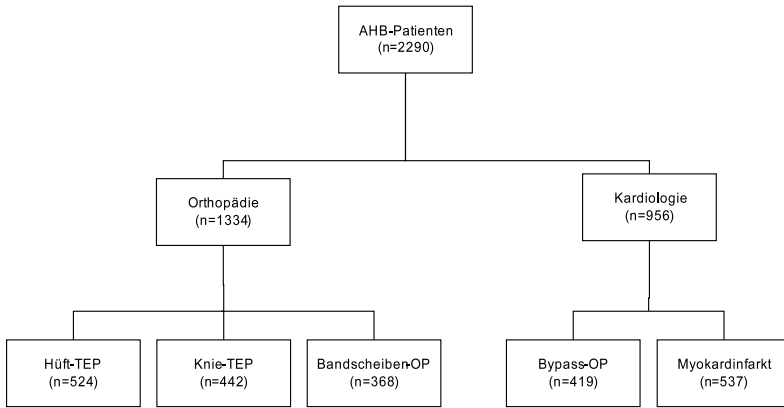 AHB-Patienten
(n=2290)
Orthopädie
(n=1334)
Kardiologie
(n=956)
Hüft-TEP
(n=524)
Knie-TEP
(n=442)
Bandscheiben-OP
(n=368)
Bypass-OP
(n=419)
Myokardinfarkt
(n=537)